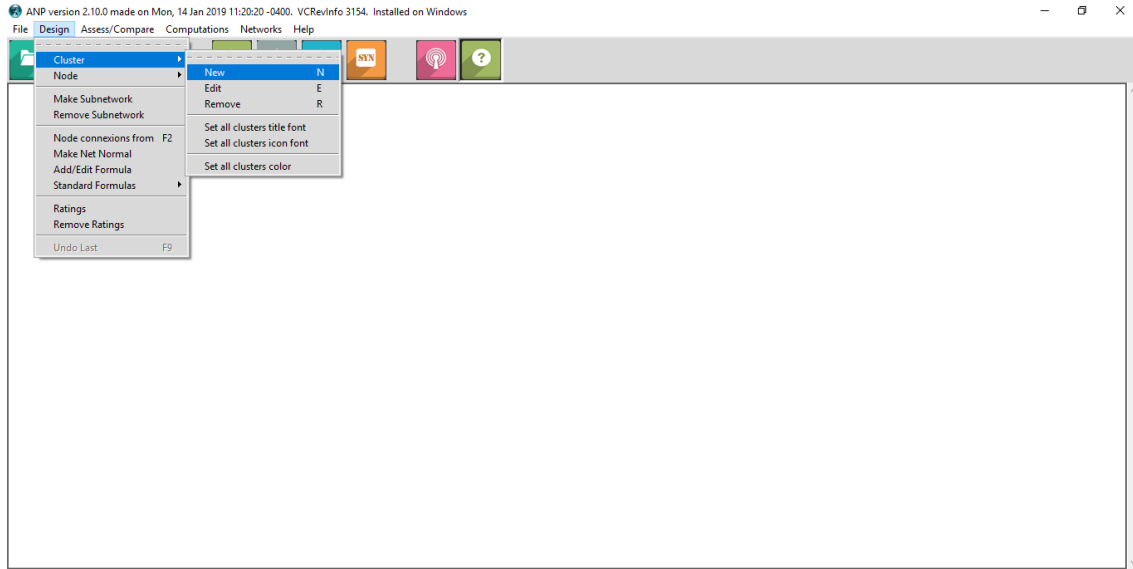 ANP version 2.10.0 made on Mon, 14 Jan 2019 11:20:20 -0400. VCRevInfo 3154. Installed on Windows
File Design Assess/Compare Computations Networks Help
SYN
?
Cluster
Node
Make Subnetwork
Remove Subnetwork
Node connexions from F2
Make Net Normal
Add/Edit Formula
Standard Formulas
Ratings
Remove Ratings
Undo Last F9
New N
Edit E
Remove R
Set all clusters title font
Set all clusters icon font
Set all clusters color